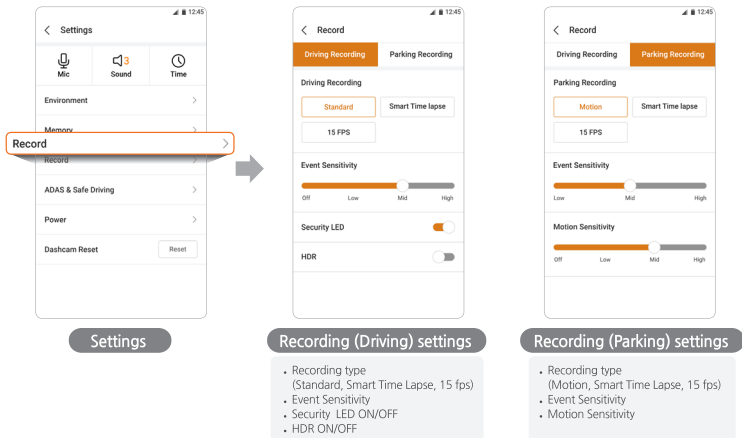 12:45
Settings
3
Mic
Sound
Time
Environment
Memory
Record
Record
ADAS & Safe Driving
Power
Dashcam Reset
Reset
Settings
12:45
Record
Driving Recording
Parking Recording
Driving Recording
Standard
Smart Time lapse
15 FPS
Event Sensitivity
Off Low Mid High
Security LED
HDR
Recording (Driving) settings
• Recording type
(Standard, Smart Time Lapse, 15 fps)
• Event Sensitivity
• Security LED ON/OFF
• HDR ON/OFF
12:45
Record
Driving Recording
Parking Recording
Parking Recording
Motion
Smart Time lapse
15 FPS
Event Sensitivity
Low Mid High
Motion Sensitivity
Off Low Mid High
Recording (Parking) settings
• Recording type
(Motion, Smart Time Lapse, 15 fps)
• Event Sensitivity
• Motion Sensitivity